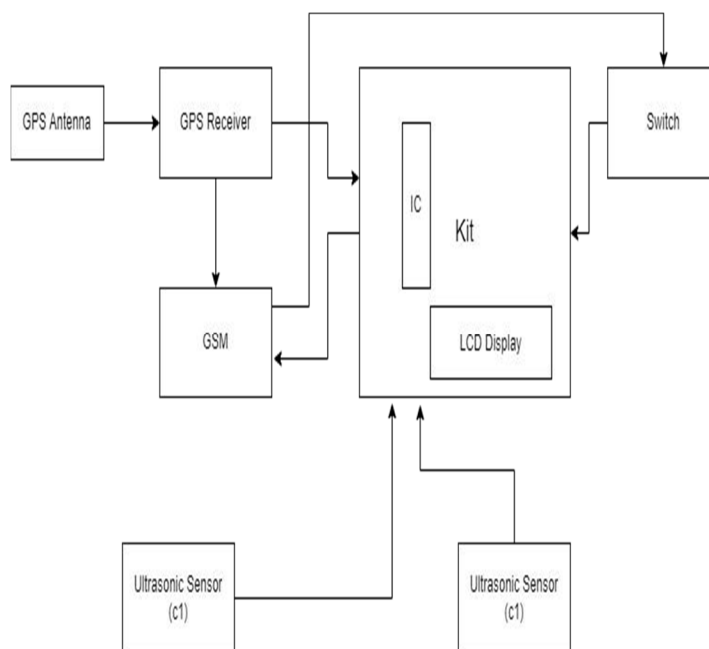 GPS Antenna
GPS Receiver
Switch
IC
Kit
GSM
LCD Display
Ultrasonic Sensor
(c1)
Ultrasonic Sensor
(c1)